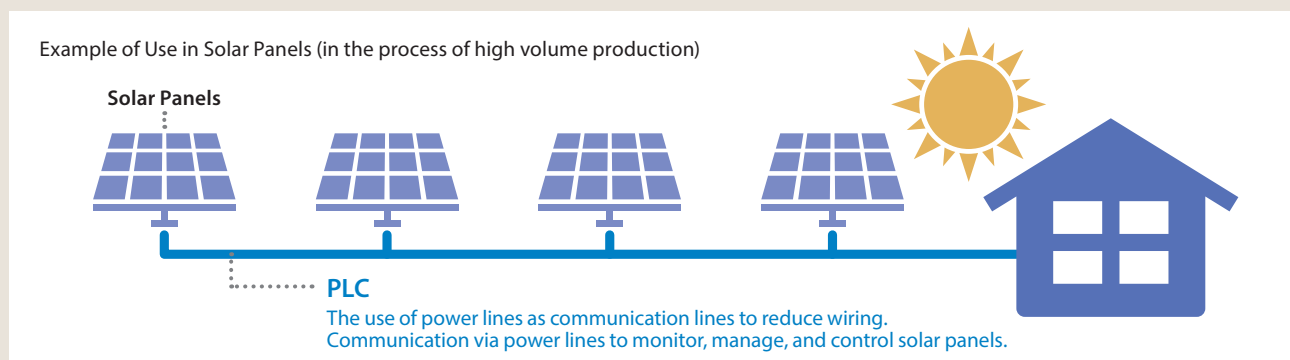 Example of Use in Solar Panels (in the process of high volume production)
Solar Panels
PLC
The use of power lines as communication lines to reduce wiring.
Communication via power lines to monitor, manage, and control solar panels.